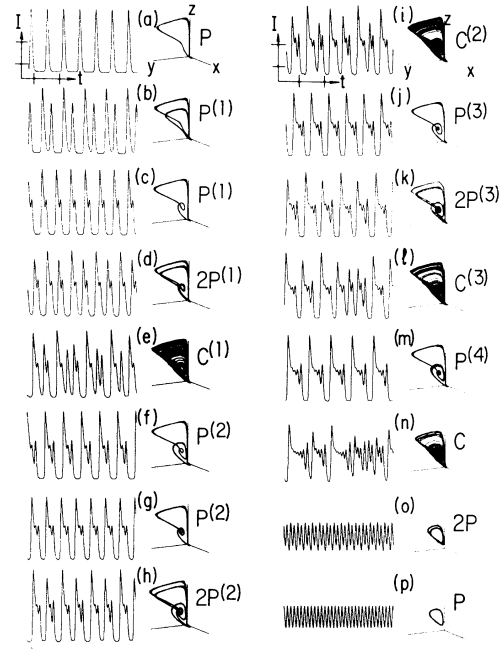 I
t
(a)
z
y
x
P
(b)
P(1)
(c)
P(1)
(d)
2P(1)
(e)
C(1)
(f)
P(2)
(g)
P(2)
(h)
2P(2)
I
t
(i)
z
y
x
C(2)
(j)
P(3)
(k)
2P(3)
(ℓ)
C(3)
(m)
P(4)
(n)
C
(o)
2P
(p)
P